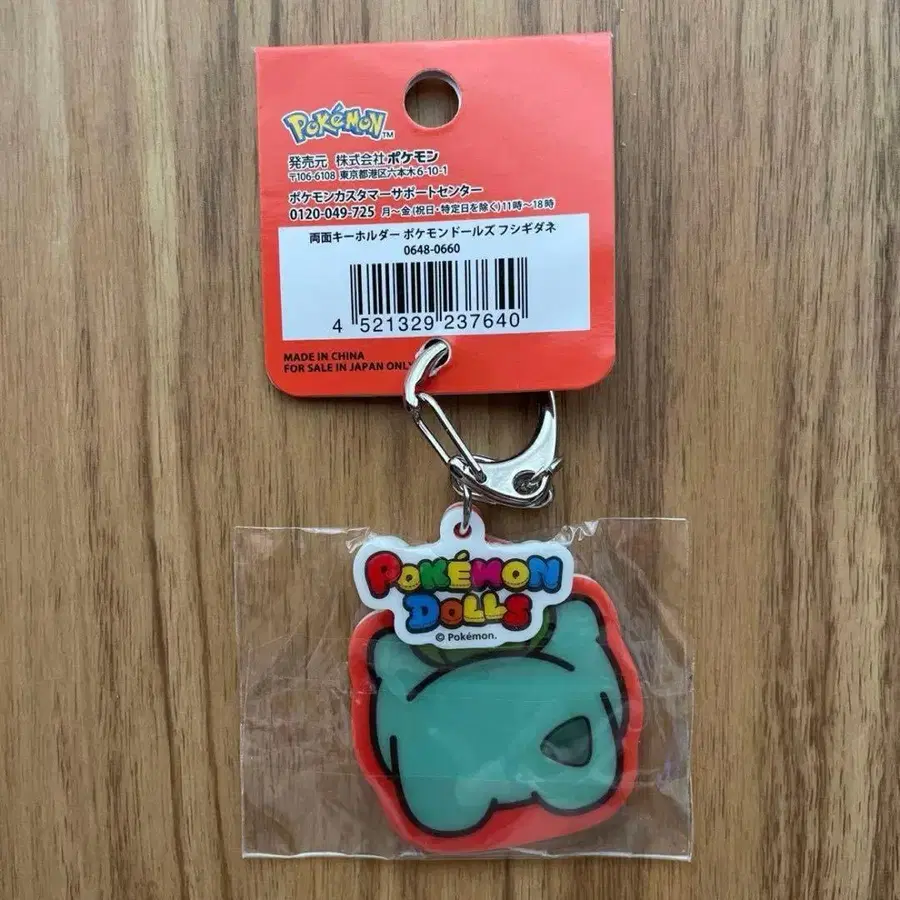 POKéMON™
発売元 株式会社ポケモン
〒106-6108 東京都港区六本木6-10-1
ポケモンカスタマーサポートセンター
0120-049-725 月～金(祝日・特定日を除く)11時～18時
両面キーホルダー ポケモンドールズ フシギダネ
0648-0660
4 521329 237640
MADE IN CHINA
FOR SALE IN JAPAN ONLY
POKÉMON
DOLLS
© Pokémon.